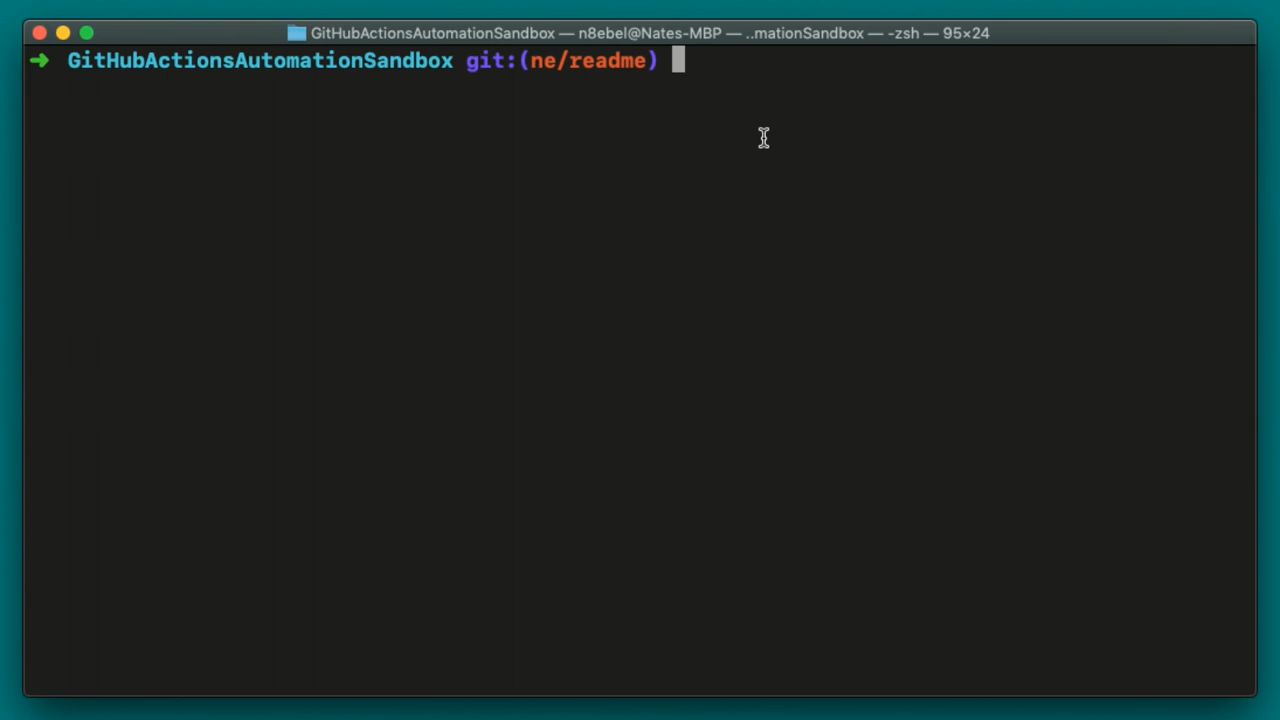 GitHubActionsAutomationSandbox — n8ebel@Nates-MBP — ..mationSandbox — -zsh — 95×24
➜ GitHubActionsAutomationSandbox git:(ne/readme)